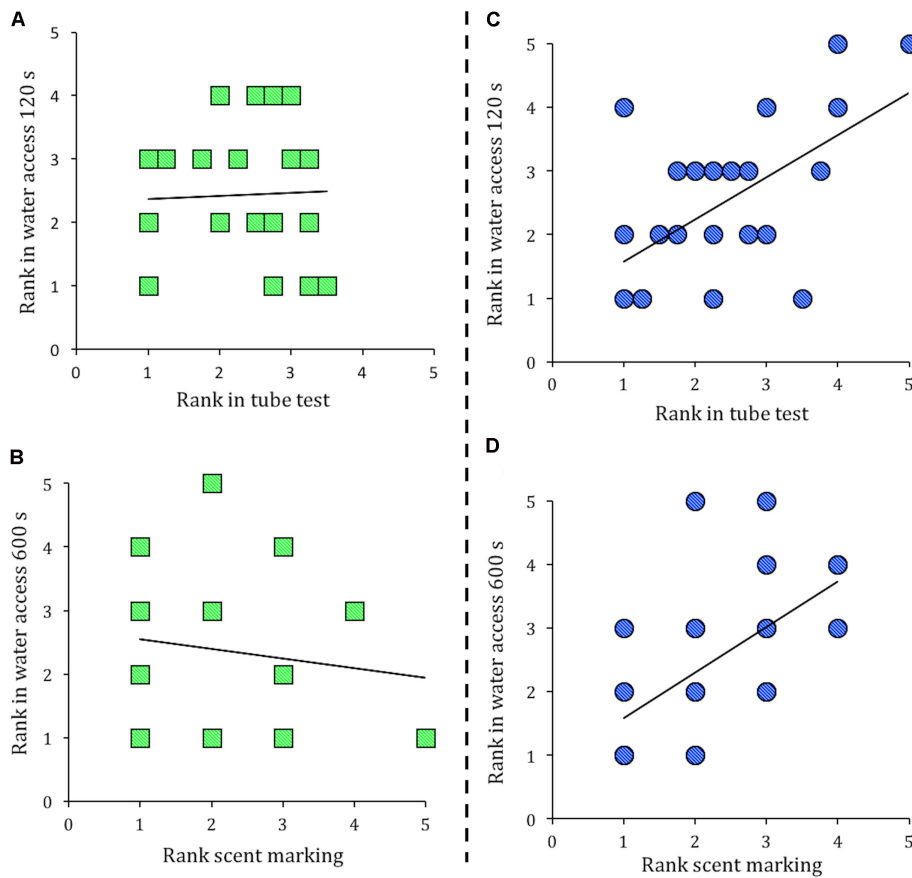 A
Rank in water access 120 s
5
4
3
2
1
0
0 1 2 3 4 5
Rank in tube test
B
Rank in water access 600 s
5
4
3
2
1
0
0 1 2 3 4 5
Rank scent marking
C
Rank in water access 120 s
5
4
3
2
1
0
0 1 2 3 4 5
Rank in tube test
D
Rank in water access 600 s
5
4
3
2
1
0
0 1 2 3 4 5
Rank scent marking